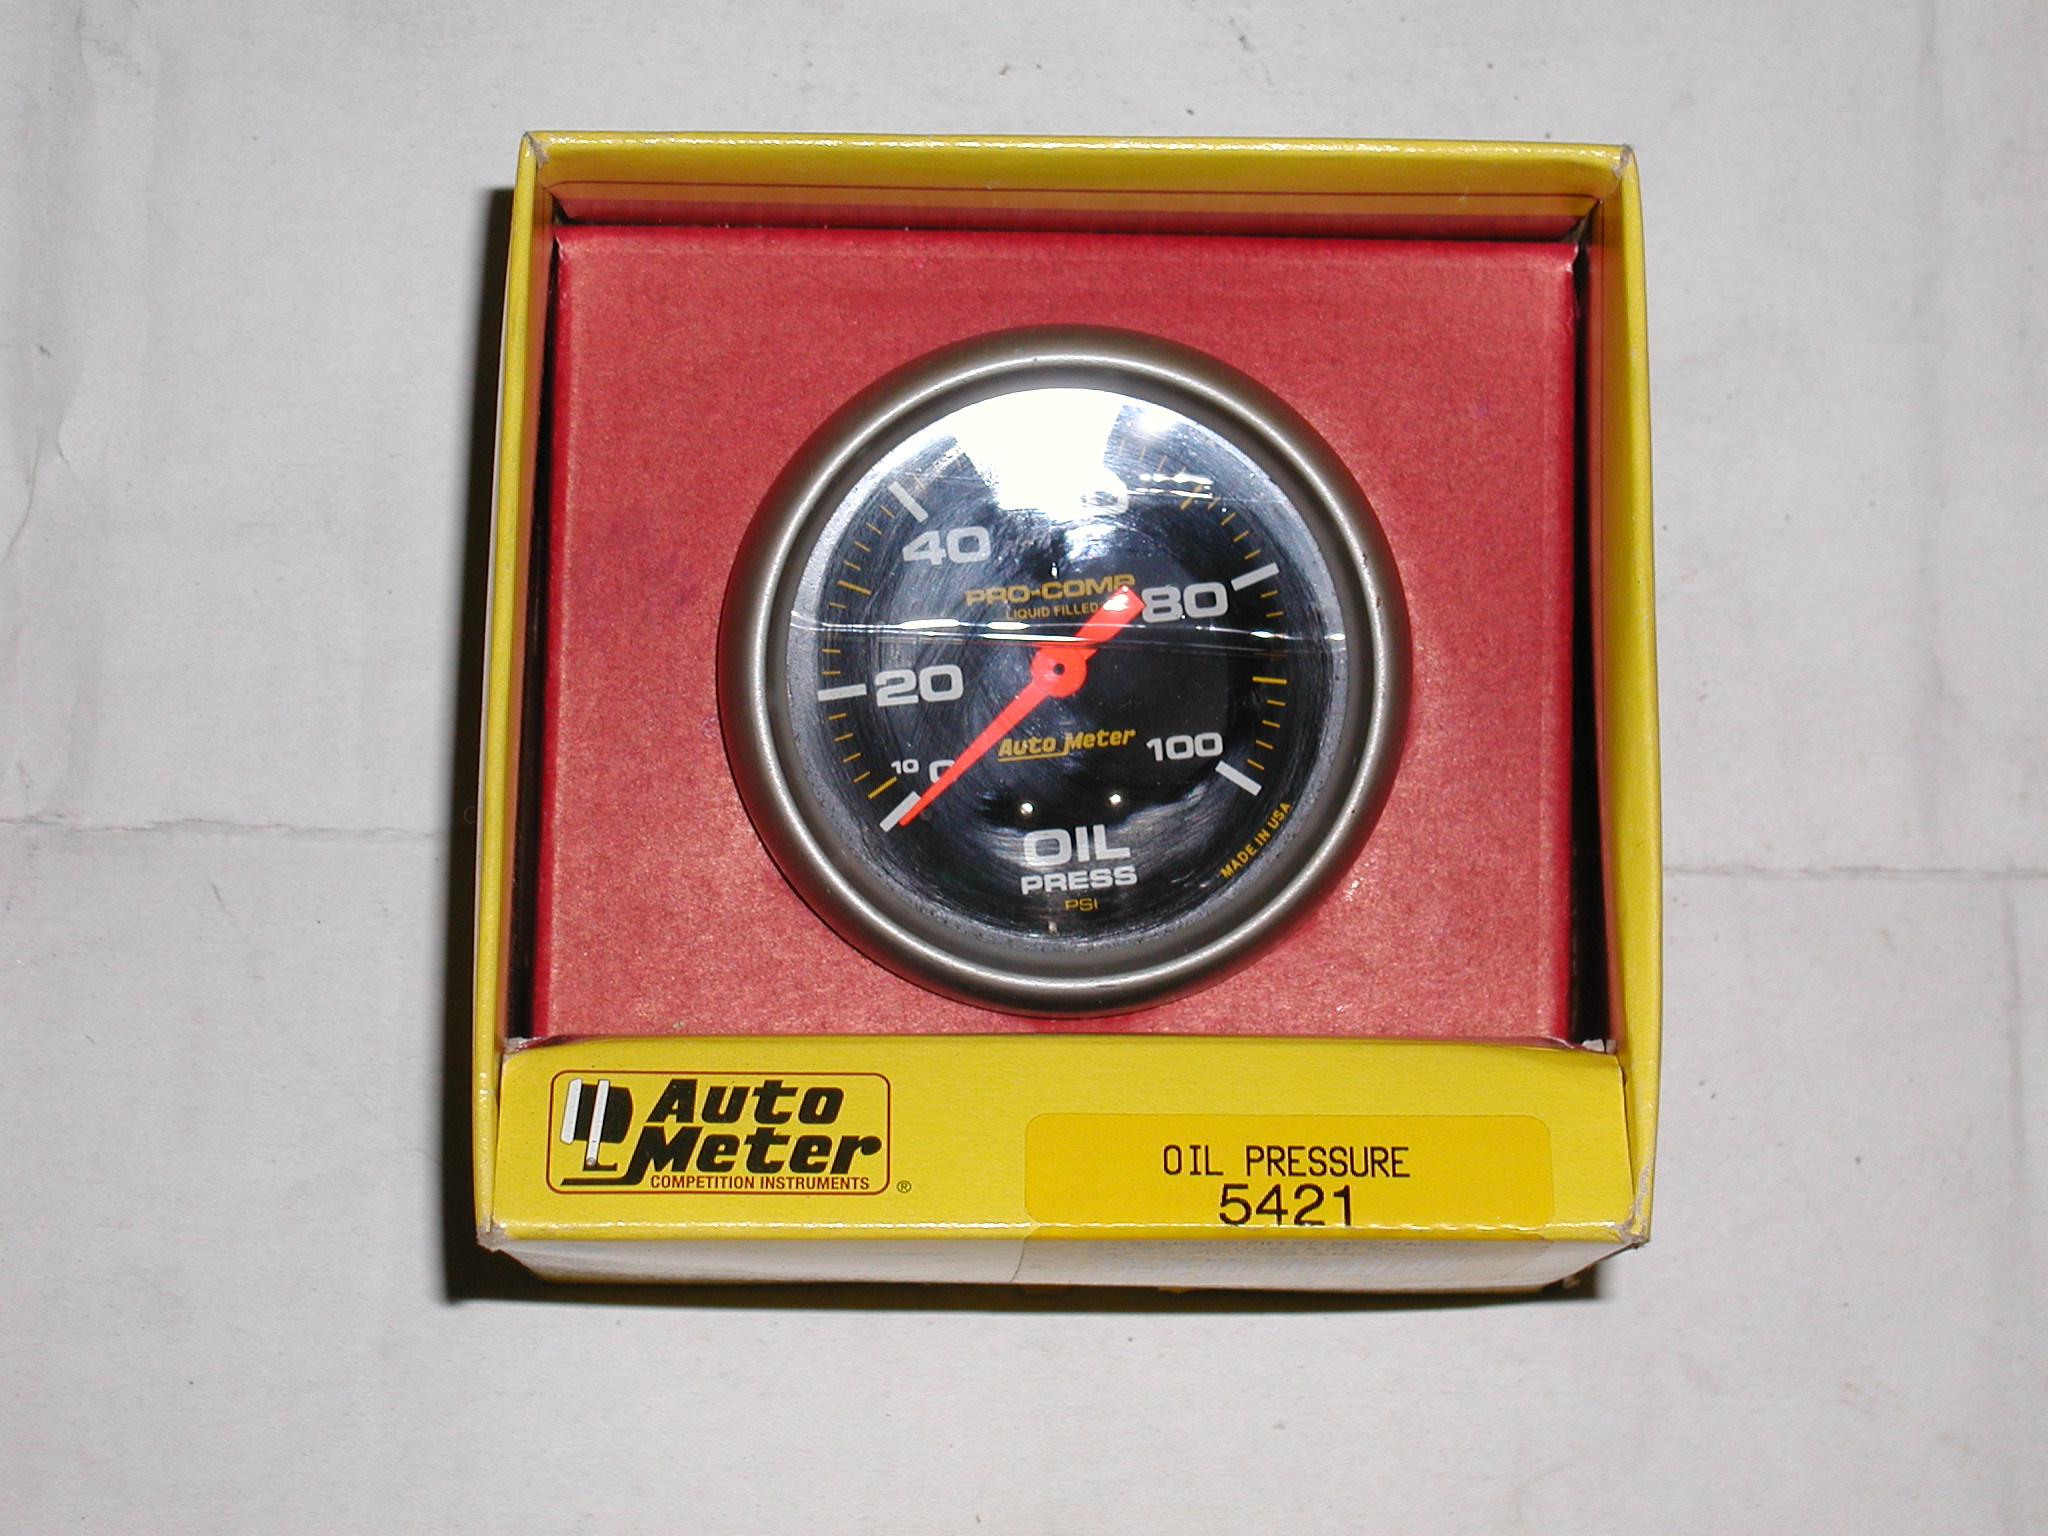 40
PRO-COMP
LIQUID FILLED
80
20
Auto Meter
100
10
0
OIL
PRESS
PSI
MADE IN USA
Auto
Meter
COMPETITION INSTRUMENTS ®
OIL PRESSURE
5421